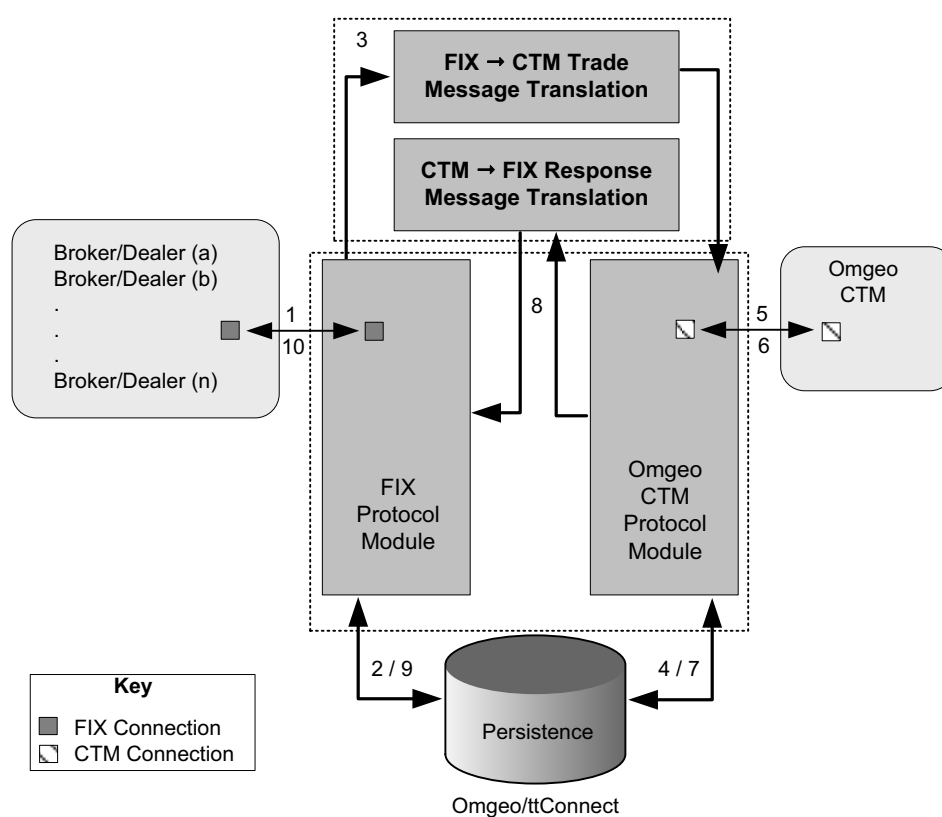 3
FIX → CTM Trade
Message Translation
CTM → FIX Response
Message Translation
Broker/Dealer (a)
Broker/Dealer (b)
.
.
.
Broker/Dealer (n)
1
10
8
5
6
Omgeo
CTM
FIX
Protocol
Module
Omgeo
CTM
Protocol
Module
2 / 9
4 / 7
Persistence
Omgeo/ttConnect
Key
FIX Connection
CTM Connection